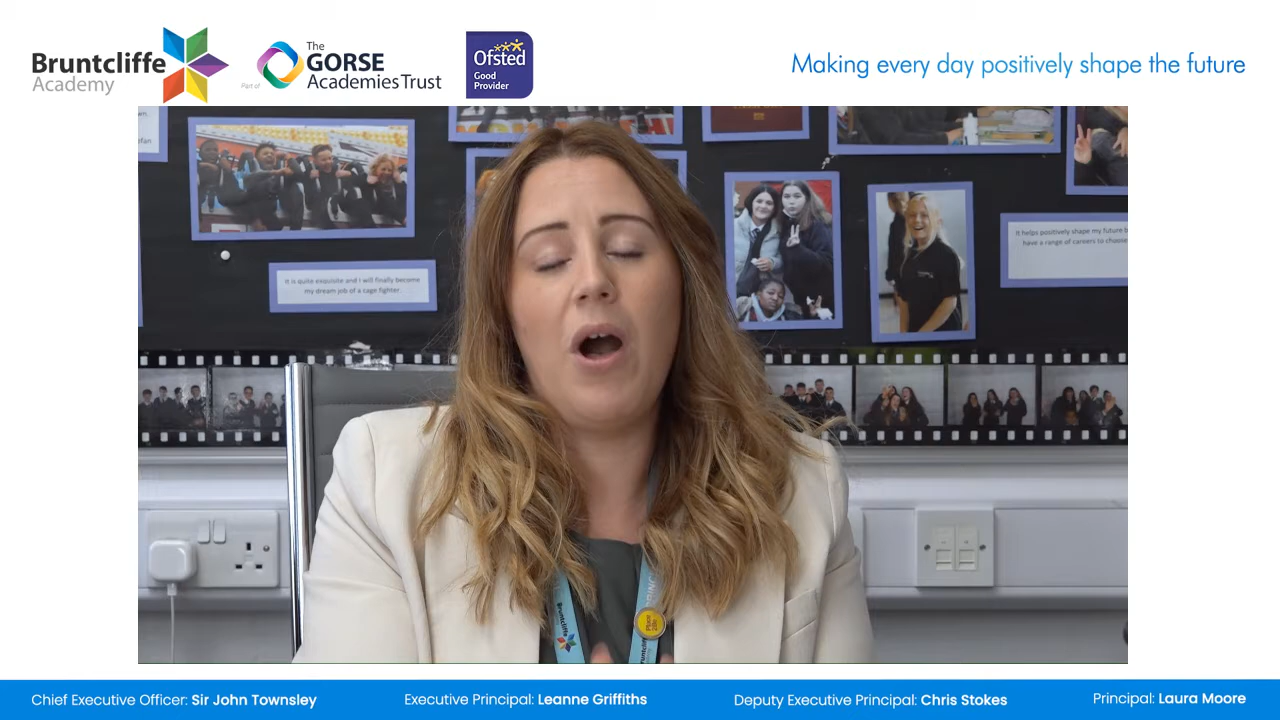 Bruntcliffe
Academy
Part of
The
GORSE
Academies Trust
Ofsted
Good
Provider
Making every day positively shape the future
It is quite exquisite and I will finally become
my dream job of a cage fighter.
It helps positively shape my future b
have a range of careers to choose
Bruntcliffe
Bruntcliffe
Chief Executive Officer: Sir John Townsley
Executive Principal: Leanne Griffiths
Deputy Executive Principal: Chris Stokes
Principal: Laura Moore